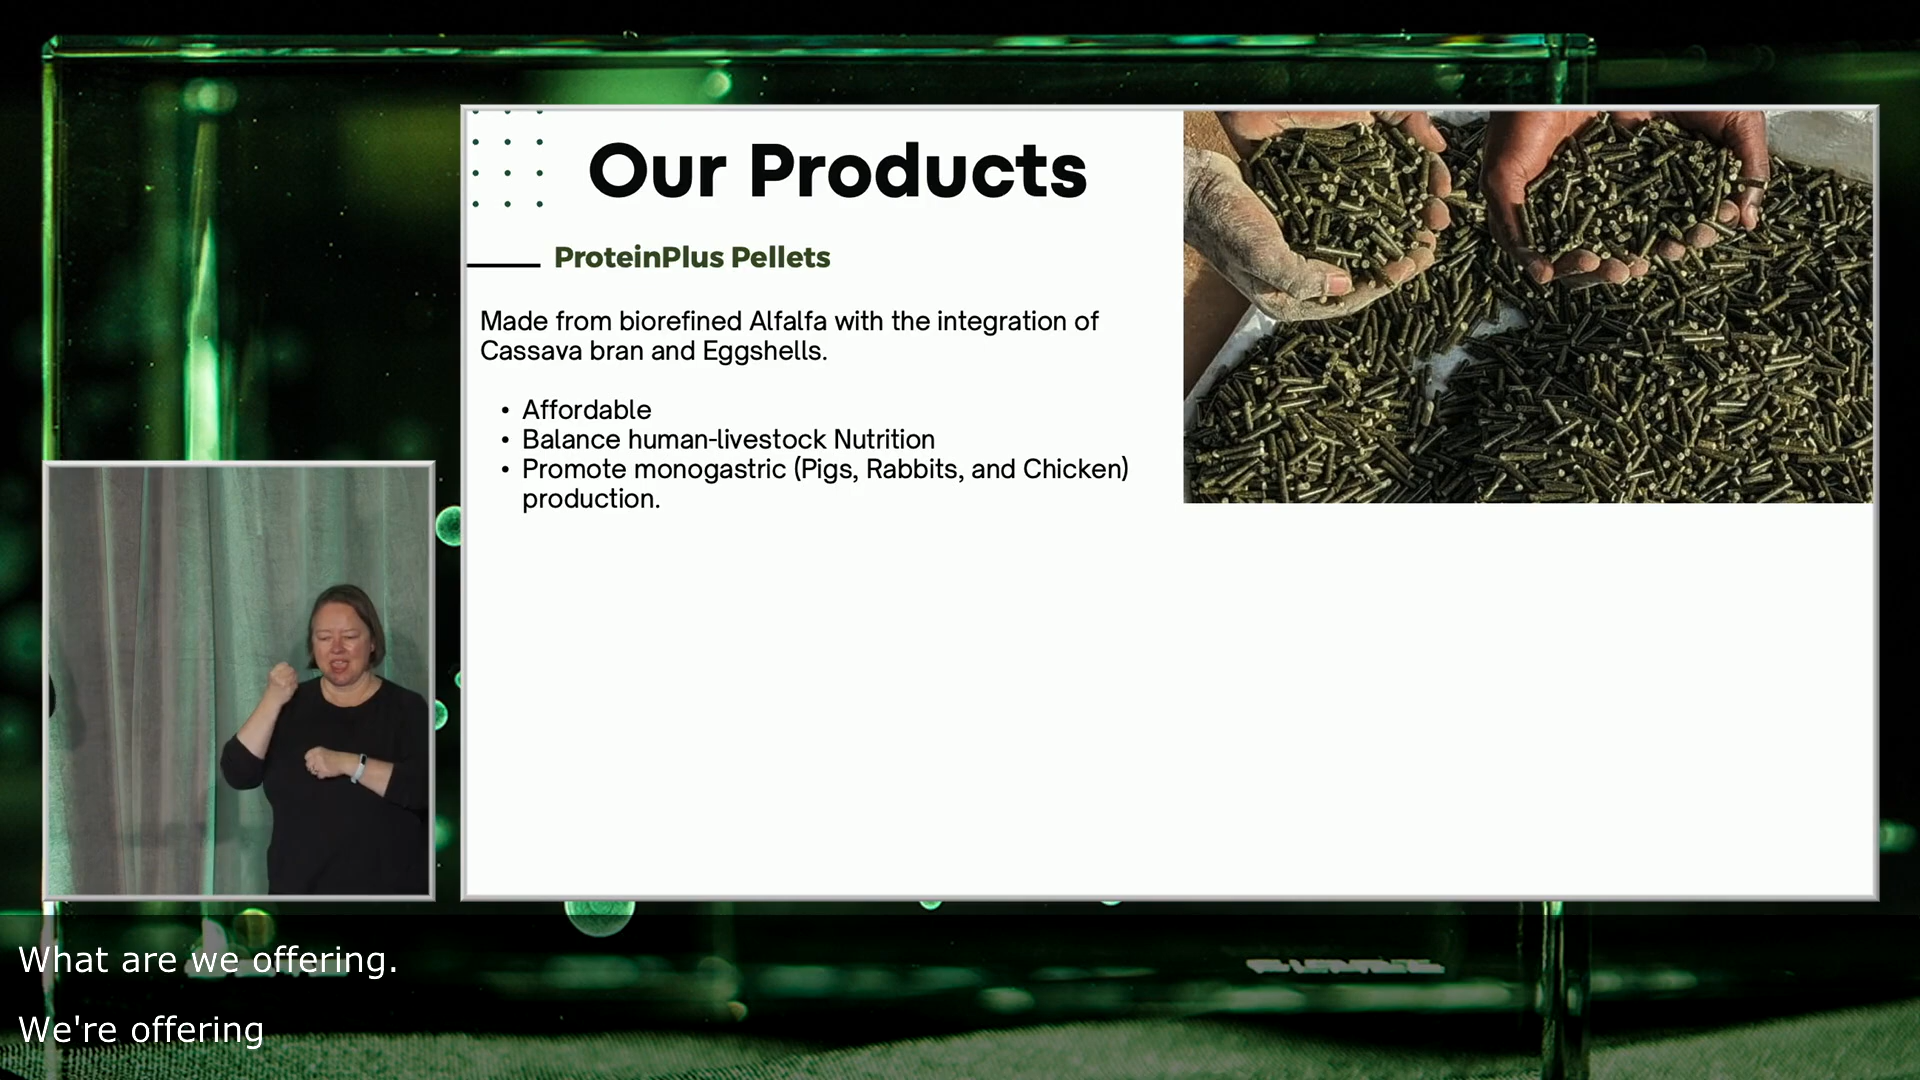 Our Products
ProteinPlus Pellets
Made from biorefined Alfalfa with the integration of
Cassava bran and Eggshells.
• Affordable
• Balance human-livestock Nutrition
• Promote monogastric (Pigs, Rabbits, and Chicken)
production.
What are we offering.
We're offering